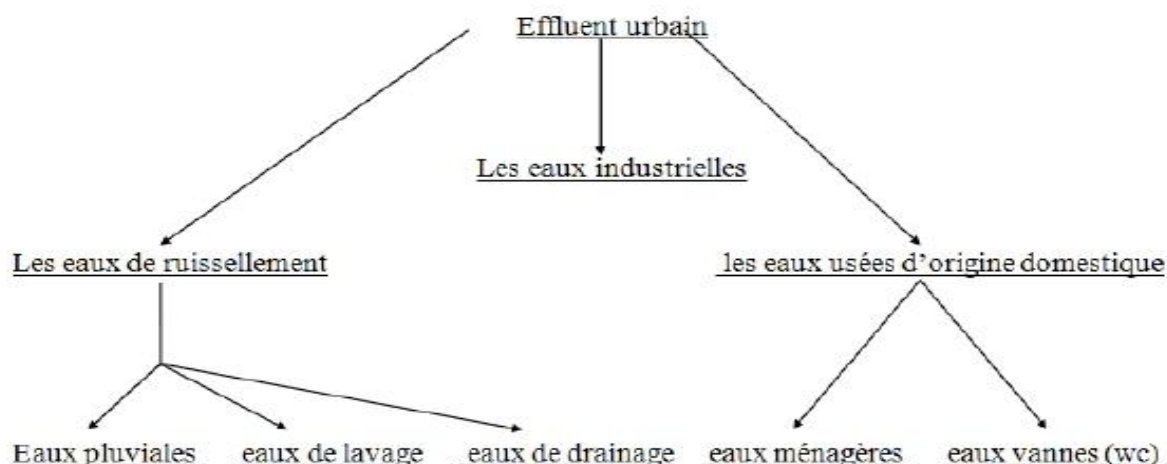 Effluent urbain
Les eaux industrielles
Les eaux de ruissellement les eaux usées d'origine domestique
Eaux pluviales eaux de lavage eaux de drainage eaux ménagères eaux vannes (wc)